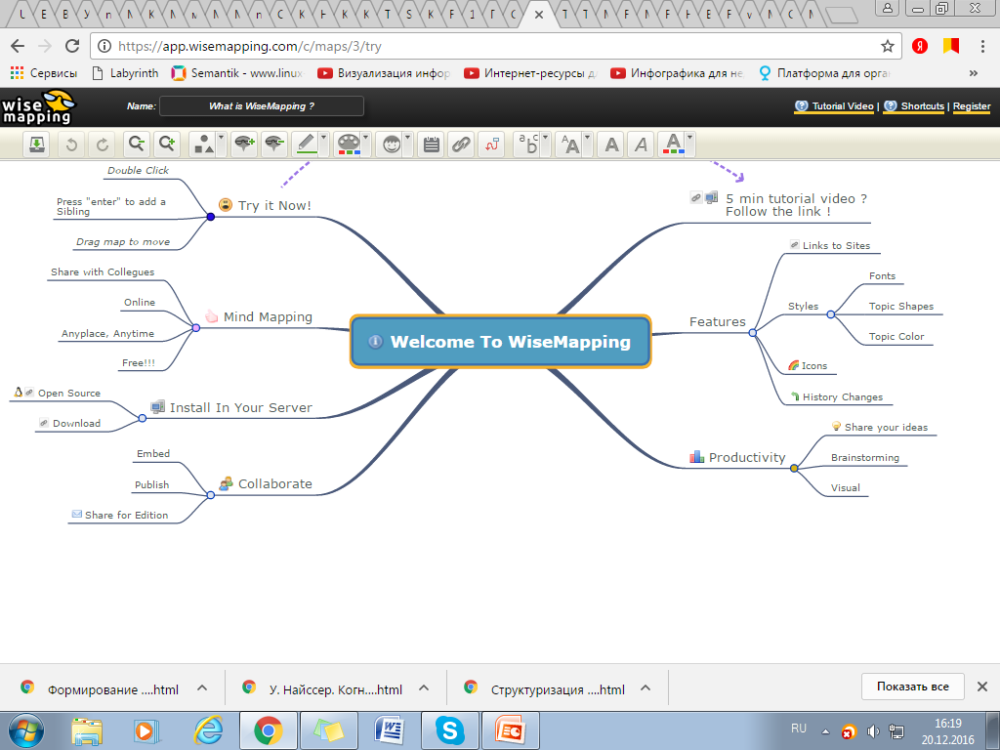 U E B У п М К N м М N п С К Н К К Т S К F 1 Г С Т Т М F М F Н Е F v М С М
https://app.wisemapping.com/c/maps/3/try
Сервисы Labyrinth Semantik - www.linux Визуализация инфор Интернет-ресурсы д Инфографика для не Платформа для орга »
wise
mapping
Name: What is WiseMapping ? Tutorial Video | Shortcuts | Register
Double Click
Press "enter" to add a
Sibling
Drag map to move
Try it Now!
Share with Collegues
Online
Anyplace, Anytime
Free!!!
Mind Mapping
Open Source
Download
Install In Your Server
Embed
Publish
Share for Edition
Collaborate
Welcome To WiseMapping
5 min tutorial video ?
Follow the link !
Features
Links to Sites
Styles
Fonts
Topic Shapes
Topic Color
Icons
History Changes
Productivity
Share your ideas
Brainstorming
Visual
Формирование ....html У. Найссер. Когн....html Структуризация ....html Показать все
RU 16:19
20.12.2016